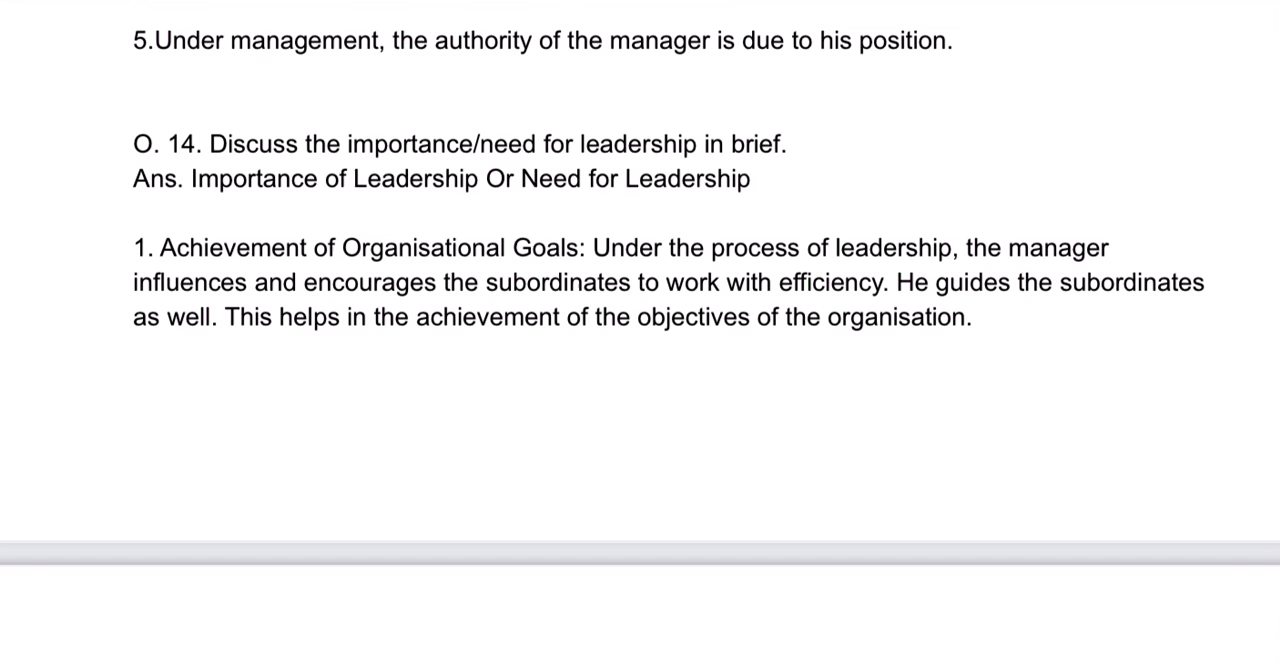 5.Under management, the authority of the manager is due to his position.
O. 14. Discuss the importance/need for leadership in brief.
Ans. Importance of Leadership Or Need for Leadership
1. Achievement of Organisational Goals: Under the process of leadership, the manager
influences and encourages the subordinates to work with efficiency. He guides the subordinates
as well. This helps in the achievement of the objectives of the organisation.